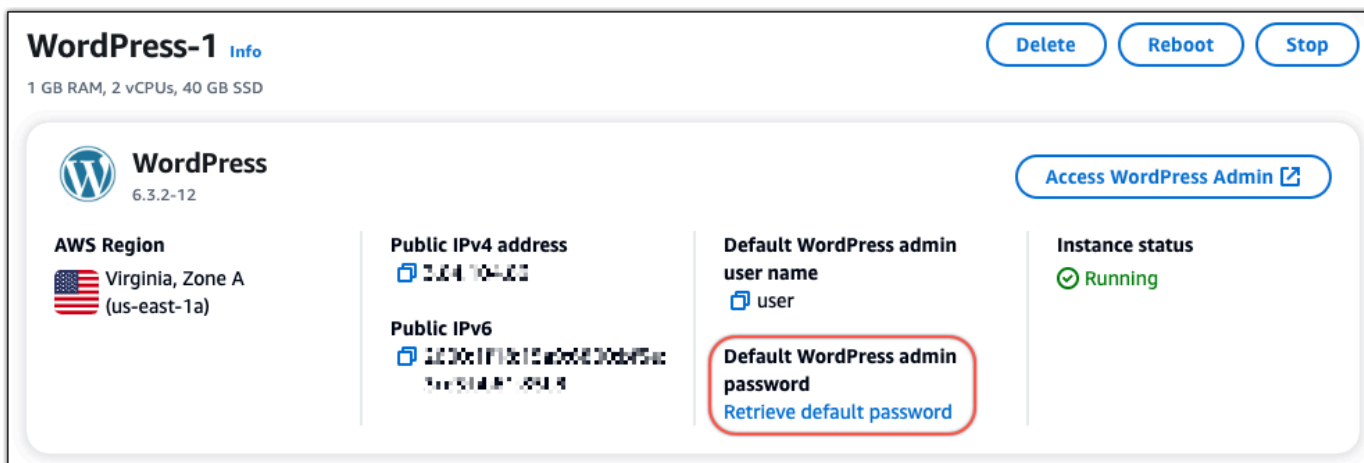 WordPress-1 Info
Delete
Reboot
Stop
1 GB RAM, 2 vCPUs, 40 GB SSD
WordPress
6.3.2-12
Access WordPress Admin
AWS Region
Virginia, Zone A
(us-east-1a)
Public IPv4 address
Public IPv6
Default WordPress admin
user name
user
Default WordPress admin
password
Retrieve default password
Instance status
Running